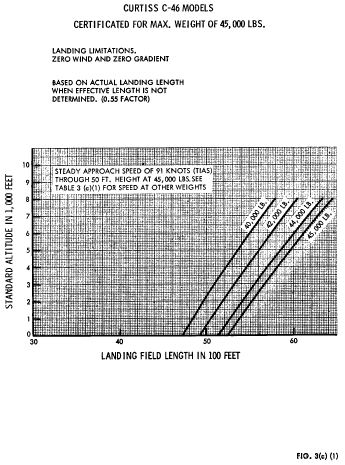 CURTISS C-46 MODELS
CERTIFICATED FOR MAX. WEIGHT OF 45,000 LBS.
LANDING LIMITATIONS.
ZERO WIND AND ZERO GRADIENT
BASED ON ACTUAL LANDING LENGTH
WHEN EFFECTIVE LENGTH IS NOT
DETERMINED. (0.55 FACTOR)
STEADY APPROACH SPEED OF 91 KNOTS (TIAS)
THROUGH 50 FT. HEIGHT AT 45,000 LBS. SEE
TABLE 3 (c)(1) FOR SPEED AT OTHER WEIGHTS
40,000 LB.
42,000 LB.
44,000 LB.
45,000 LB.
STANDARD ALTITUDE IN 1,000 FEET
10
9
8
7
6
5
4
3
2
1
0
30 40 50 60
LANDING FIELD LENGTH IN 100 FEET
FIG. 3(c) (1)